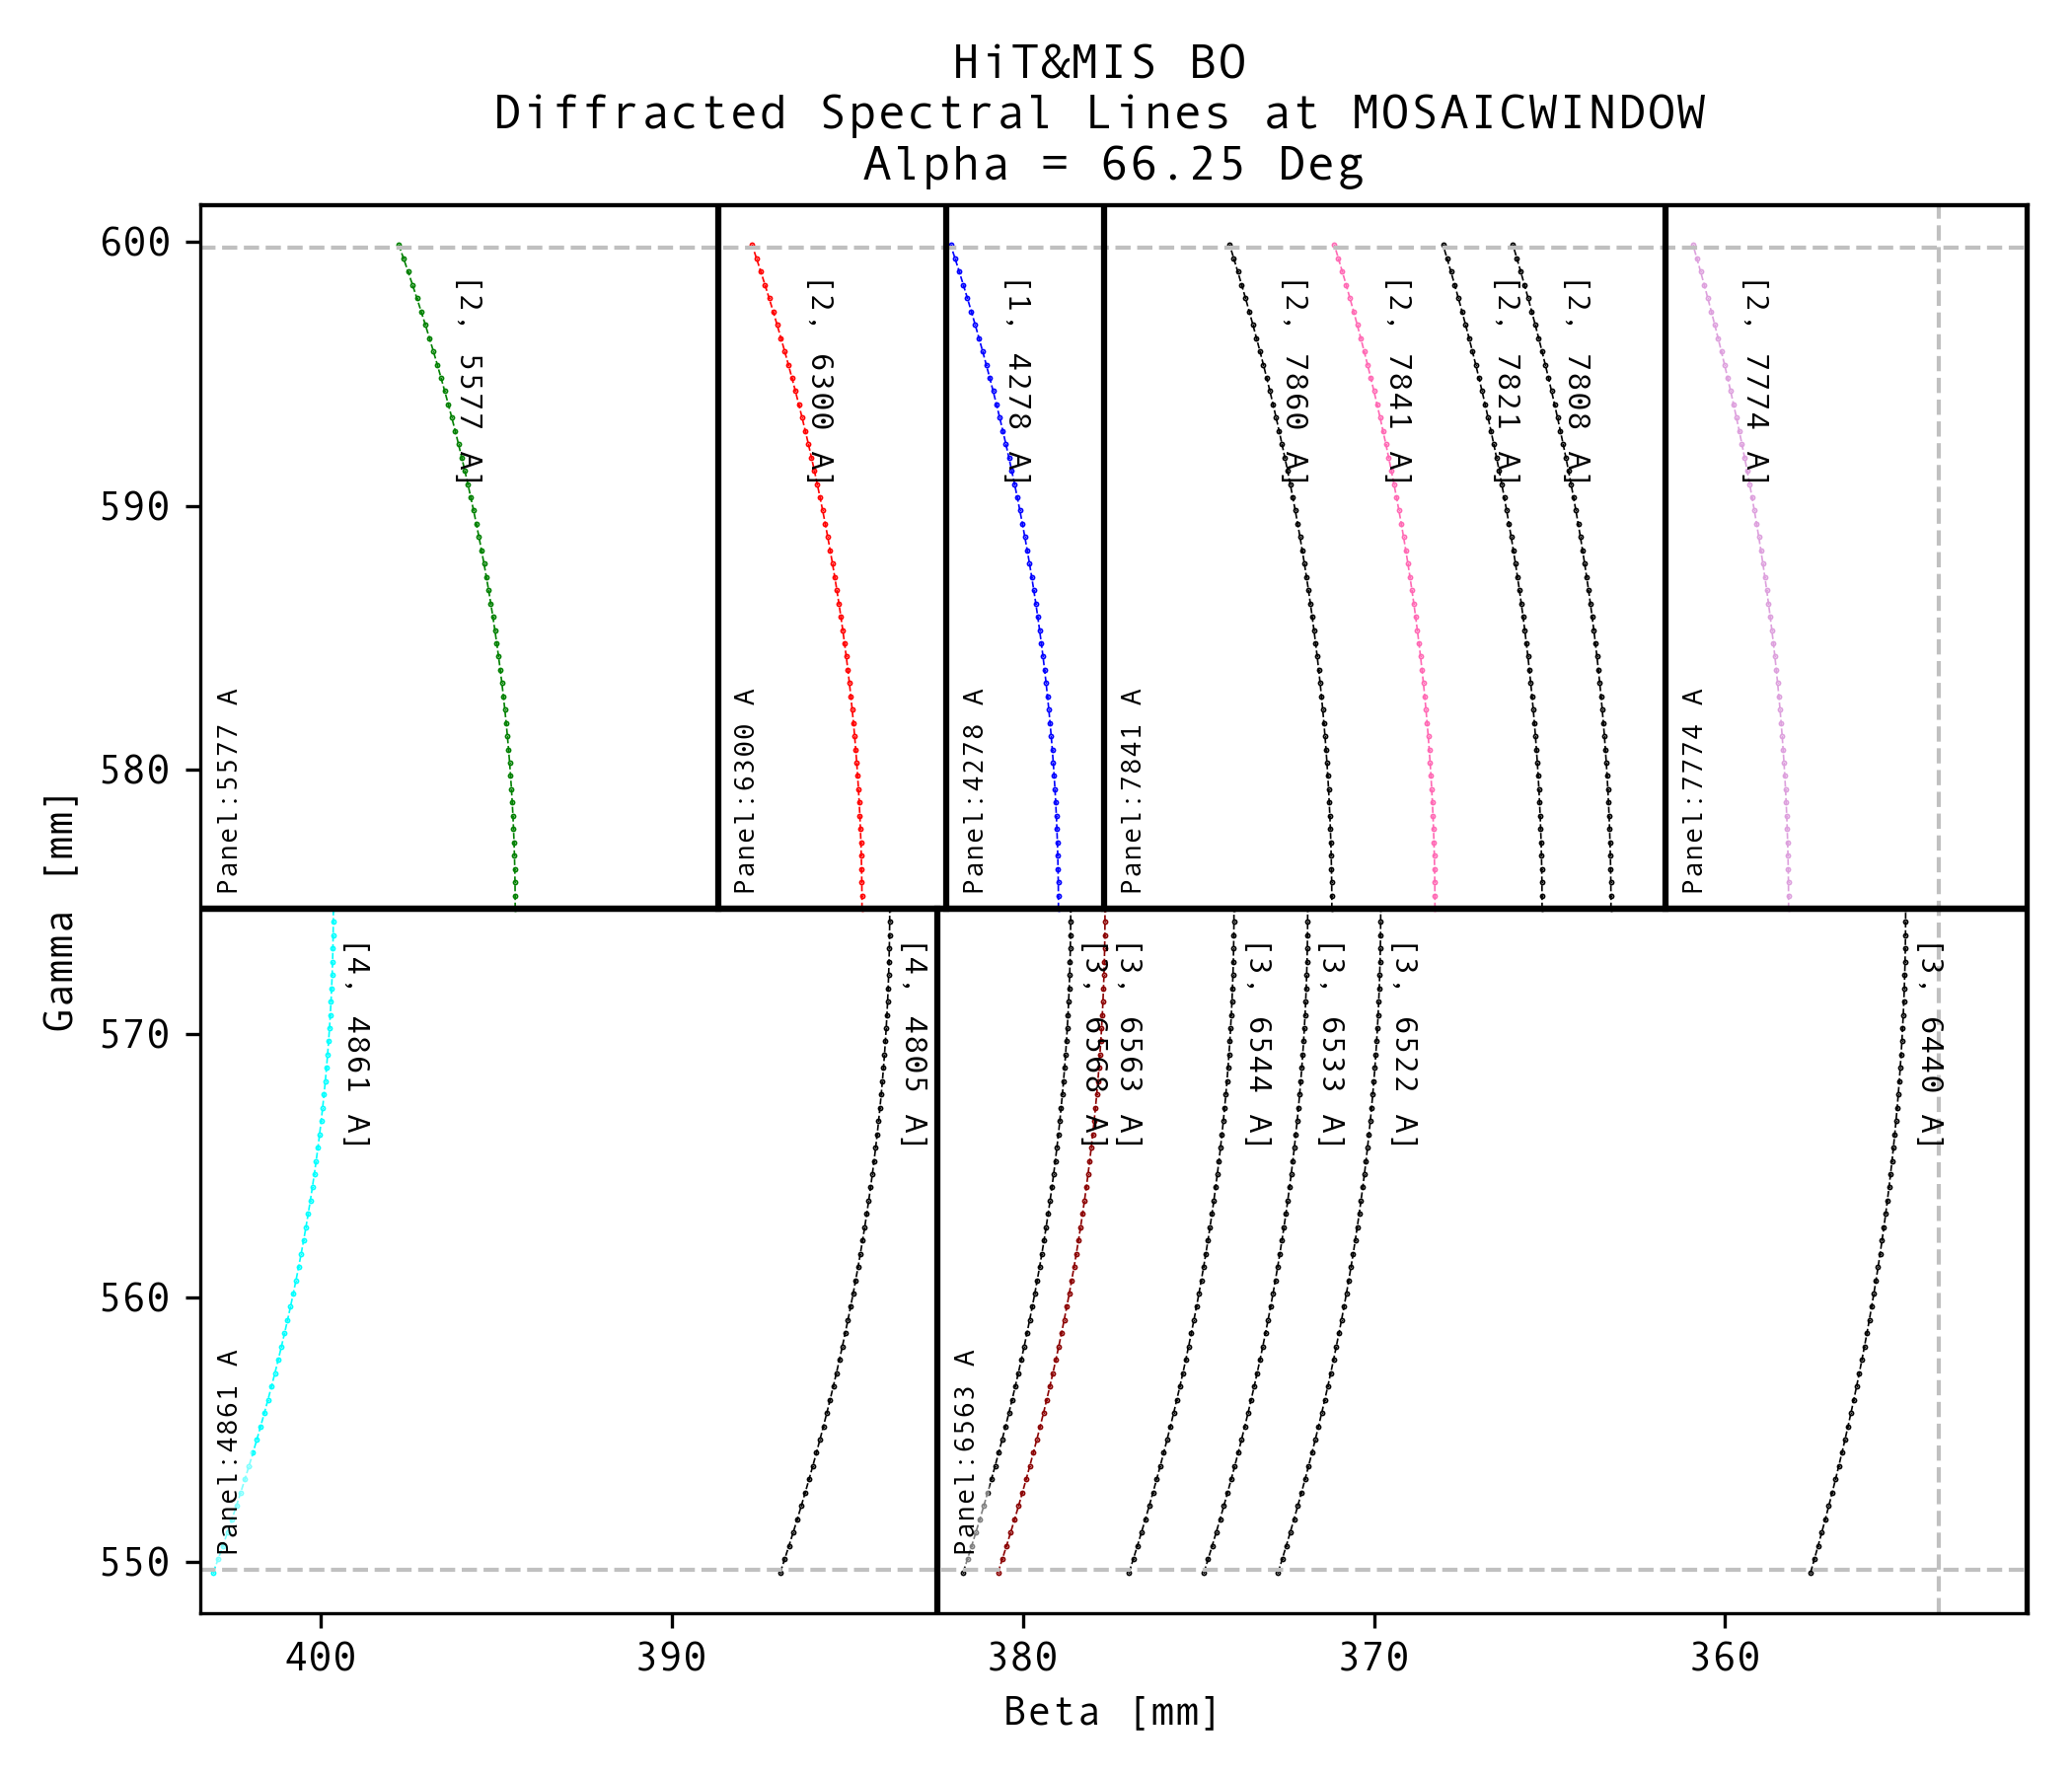 HiT&MIS BO
Diffracted Spectral Lines at MOSAICWINDOW
Alpha = 66.25 Deg
Gamma [mm]
600
590
580
570
560
550
[2, 5577 A]
[2, 6300 A]
[1, 4278 A]
[2, 7860 A]
[2, 7841 A]
[2, 7821 A]
[2, 7808 A]
[2, 7774 A]
Panel:5577 A
Panel:6300 A
Panel:4278 A
Panel:7841 A
Panel:7774 A
[4, 4861 A]
[4, 4805 A]
[3, 6568 A]
[3, 6563 A]
[3, 6544 A]
[3, 6533 A]
[3, 6522 A]
[3, 6440 A]
Panel:4861 A
Panel:6563 A
400
390
380
370
360
Beta [mm]